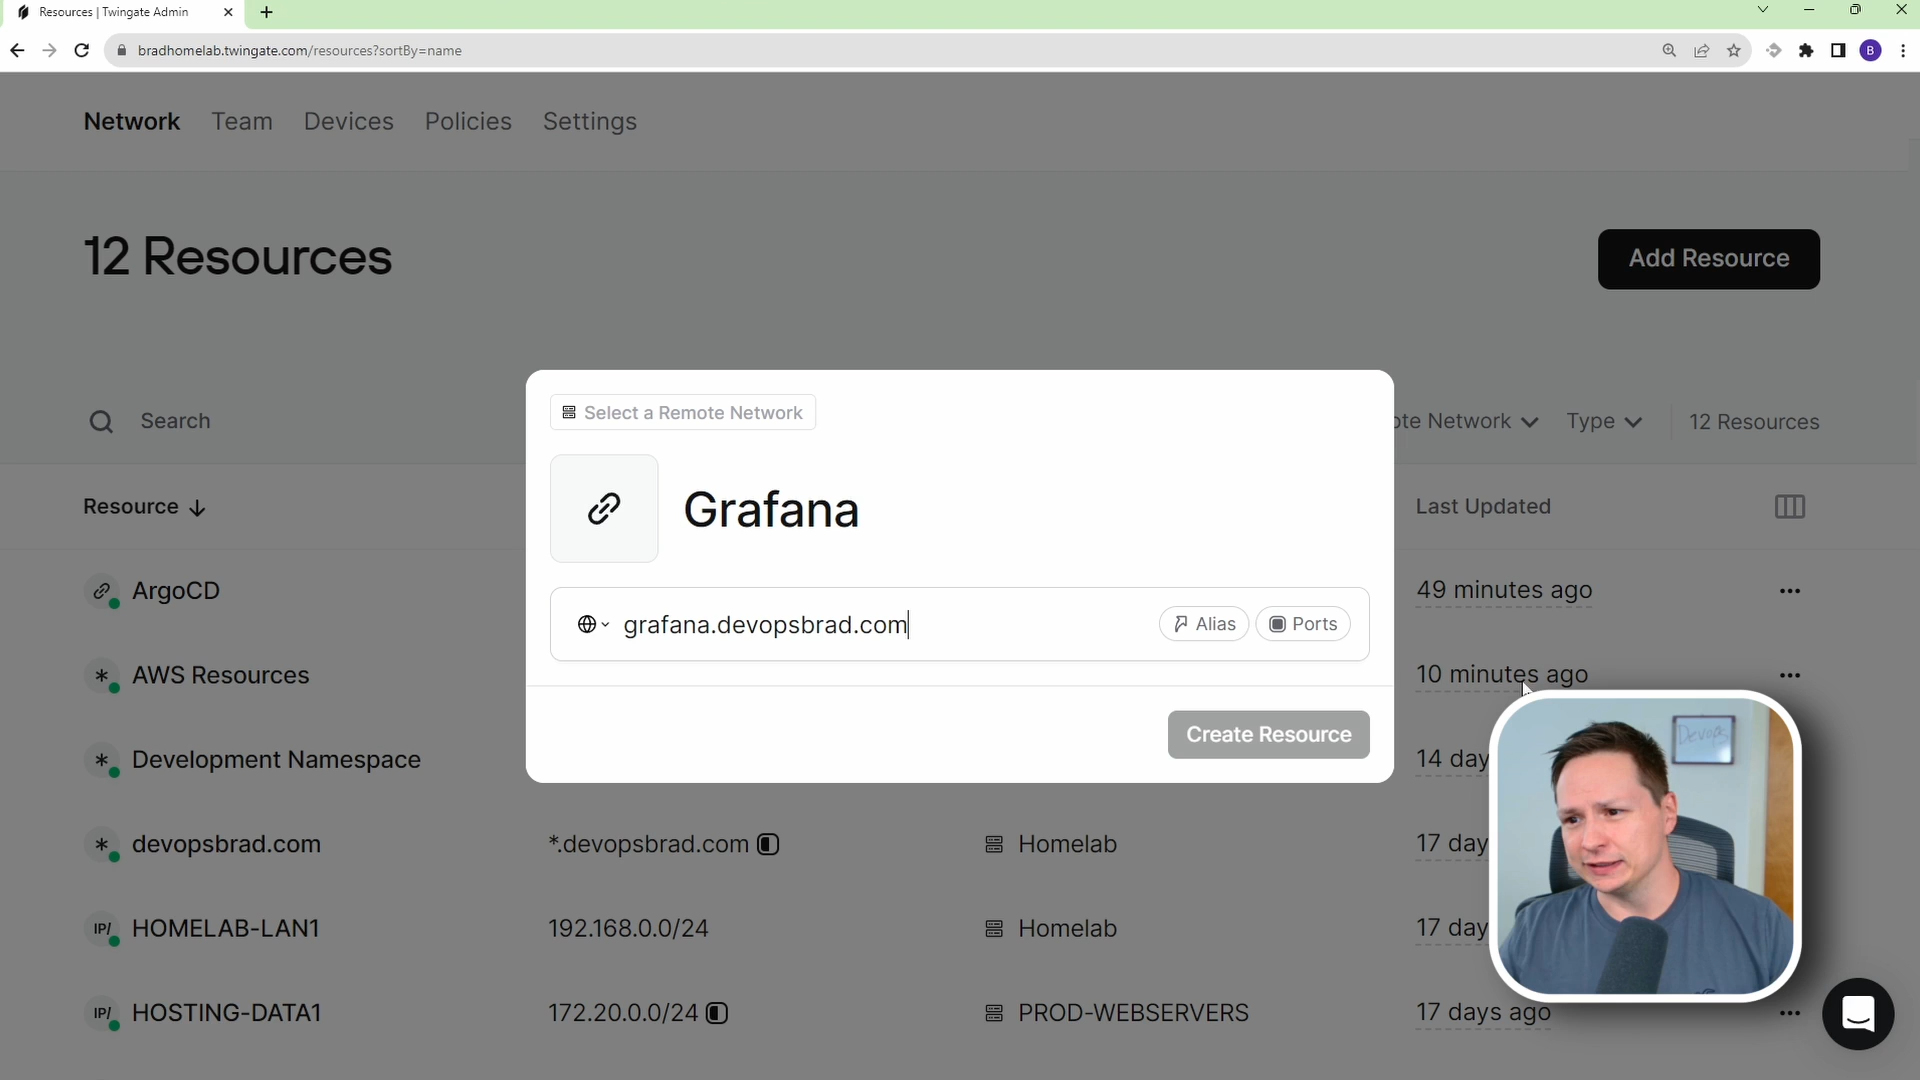 Resources | Twingate Admin
bradhomelab.twingate.com/resources?sortBy=name
B
Network Team Devices Policies Settings
12 Resources
Add Resource
Select a Remote Network
Search
ote Network Type 12 Resources
Grafana
Resource
Last Updated
ArgoCD
49 minutes ago
grafana.devopsbrad.com
Alias
Ports
AWS Resources
10 minutes ago
Create Resource
Development Namespace
14 day
Devops
devopsbrad.com
*.devopsbrad.com
Homelab
17 day
IP/ HOMELAB-LAN1
192.168.0.0/24
Homelab
17 day
IP/ HOSTING-DATA1
172.20.0.0/24
PROD-WEBSERVERS
17 days ago